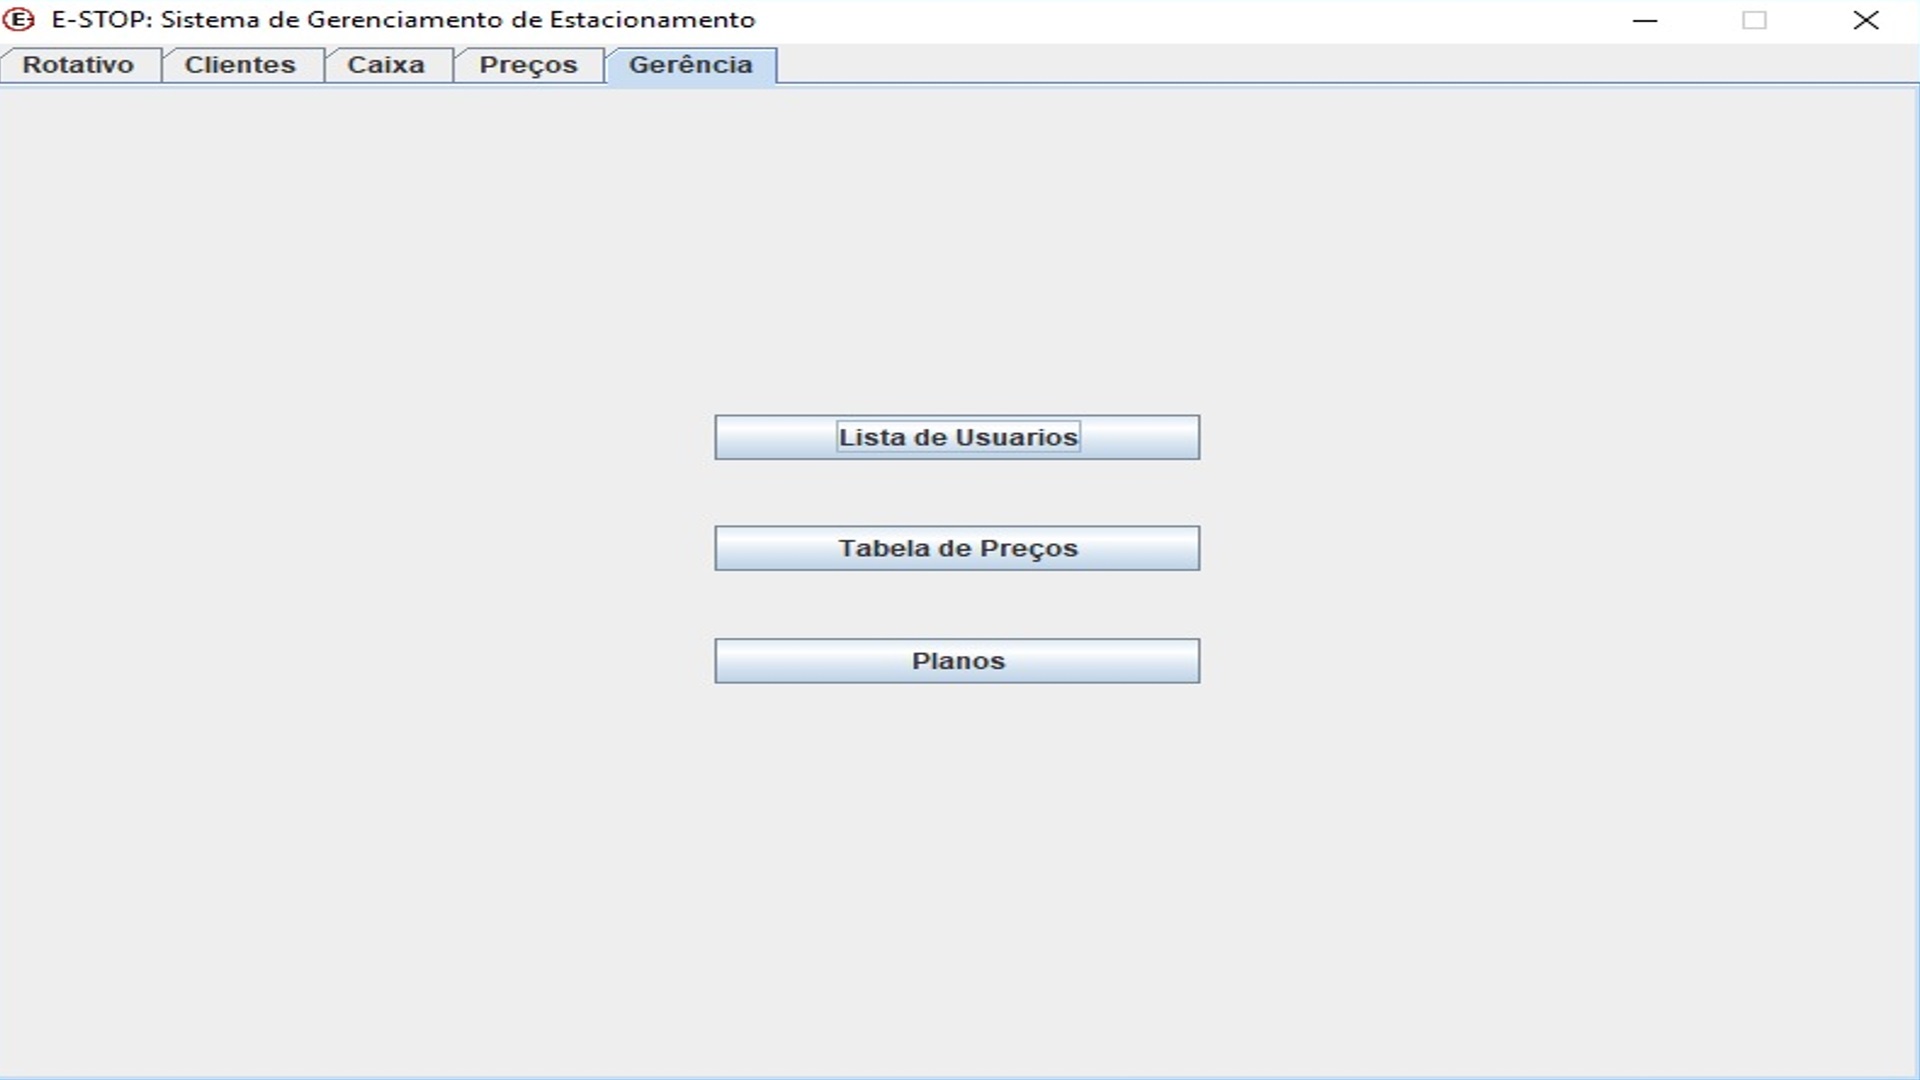 E-STOP: Sistema de Gerenciamento de Estacionamento
Rotativo Clientes Caixa Preços Gerência
Lista de Usuarios
Tabela de Preços
Planos